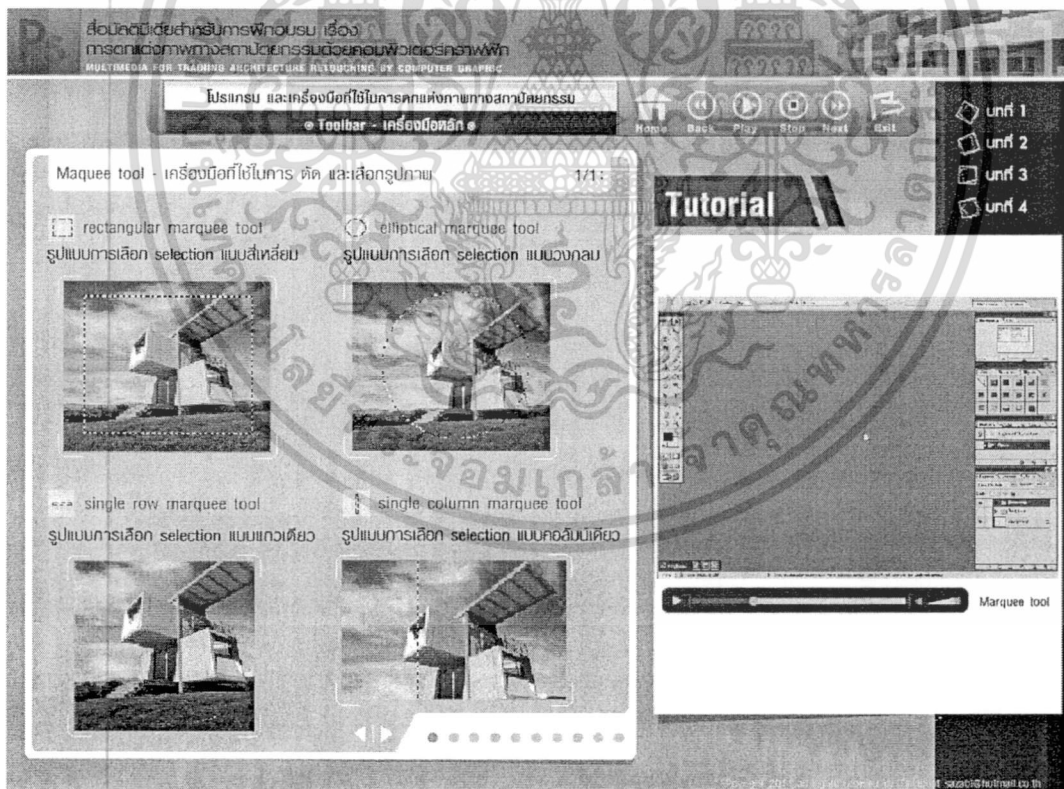 Ps
สื่อมัลติมีเดียสำหรับการฝึกอบรม เรื่อง
การตกแต่งภาพทางสถาปัตยกรรมด้วยคอมพิวเตอร์กราฟฟิก
MULTIMEDIA FOR TRADING ARCHITECTURE RETOUCHING BY COMPUTER GRAPHIC
โปรแกรม และเครื่องมือที่ใช้ในการตกแต่งภาพทางสถาปัตยกรรม
Toolbar - เครื่องมือหลัก
Home Back Play Stop Next Exit
บทที่ 1
บทที่ 2
บทที่ 3
บทที่ 4
Maquee tool - เครื่องมือที่ใช้ในการ ตัด และเลือกรูปภาพ 1/1
rectangular marquee tool
รูปแบบการเลือก selection แบบสี่เหลี่ยม
elliptical marquee tool
รูปแบบการเลือก selection แบบวงกลม
single row marquee tool
รูปแบบการเลือก selection แบบแถวเดียว
single column marquee tool
รูปแบบการเลือก selection แบบคอลัมน์เดียว
Tutorial
Marquee tool